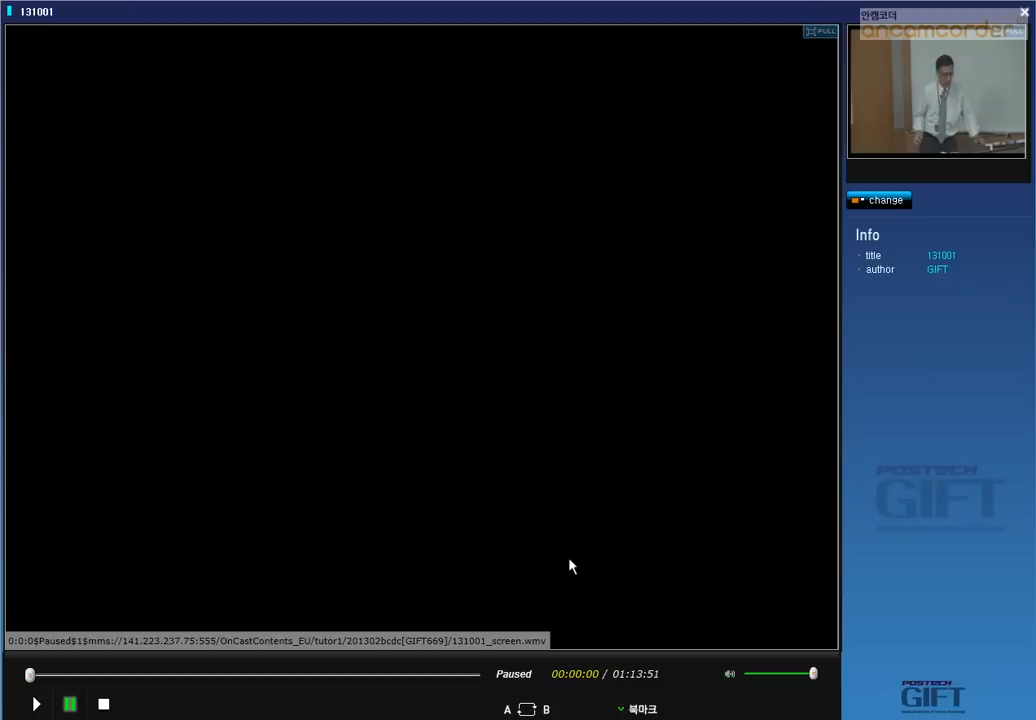 131001
안캠코더
ancamcorder
FULL
FULL
change
Info
title 131001
author GIFT
POSTECH
GIFT
0:0:0$Paused$1$mms://141.223.237.75:555/OnCastContents_EU/tutor1/201302bcdc[GIFT669]/131001_screen.wmv
Paused 00:00:00 / 01:13:51
A B 북마크
POSTECH
GIFT